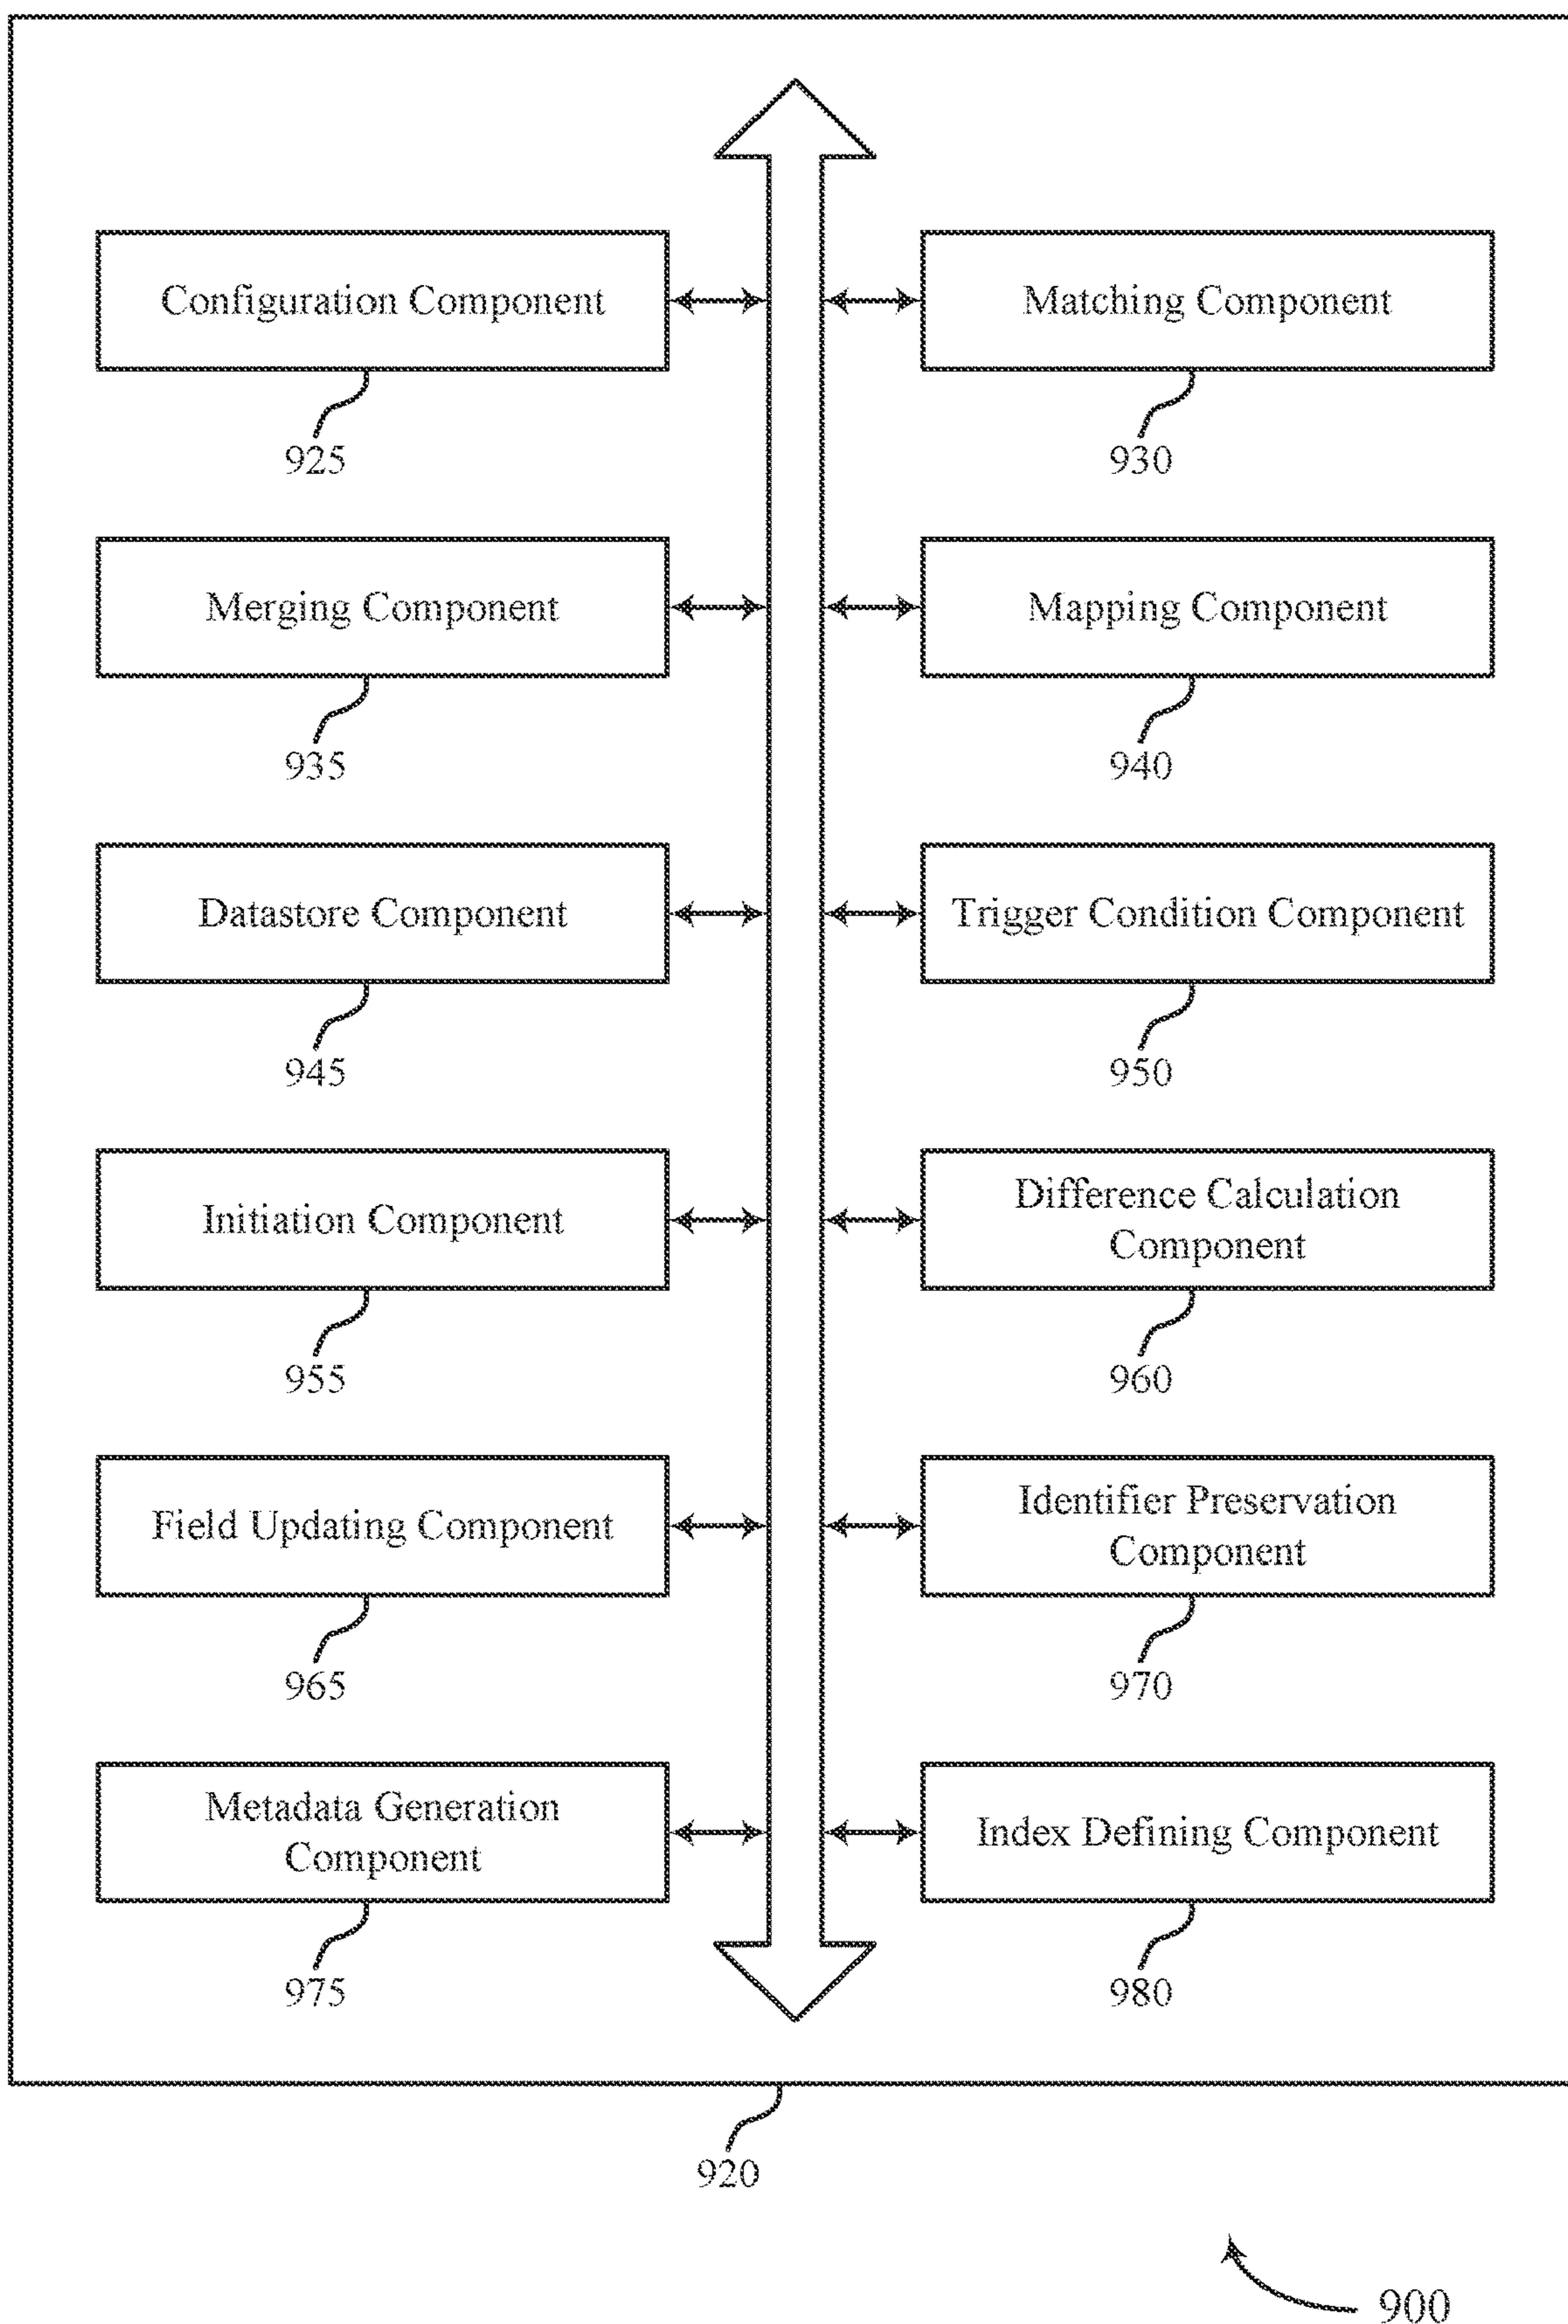 Configuration Component
Matching Component
925
930
Merging Component
Mapping Component
935
940
Datastore Component
Trigger Condition Component
945
950
Initiation Component
Difference Calculation
Component
955
960
Field Updating Component
Identifier Preservation
Component
965
970
Metadata Generation
Component
Index Defining Component
975
980
920
900